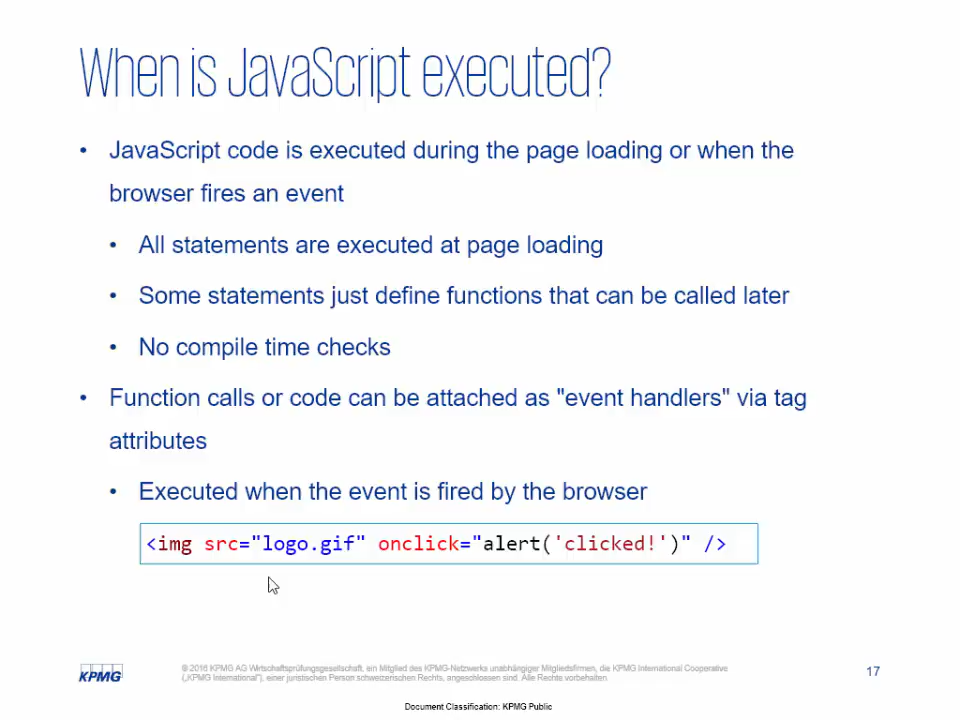 When is JavaScript executed?
• JavaScript code is executed during the page loading or when the
browser fires an event
• All statements are executed at page loading
• Some statements just define functions that can be called later
• No compile time checks
• Function calls or code can be attached as "event handlers" via tag
attributes
• Executed when the event is fired by the browser
<img src="logo.gif" onclick="alert('clicked!')" />
KPMG
© 2016 KPMG AG Wirtschaftsprüfungsgesellschaft, ein Mitglied des KPMG-Netzwerks unabhängiger Mitgliedsfirmen, die KPMG International Cooperative
(„KPMG International“), einer juristischen Person schweizerischen Rechts, angeschlossen sind. Alle Rechte vorbehalten.
17
Document Classification: KPMG Public